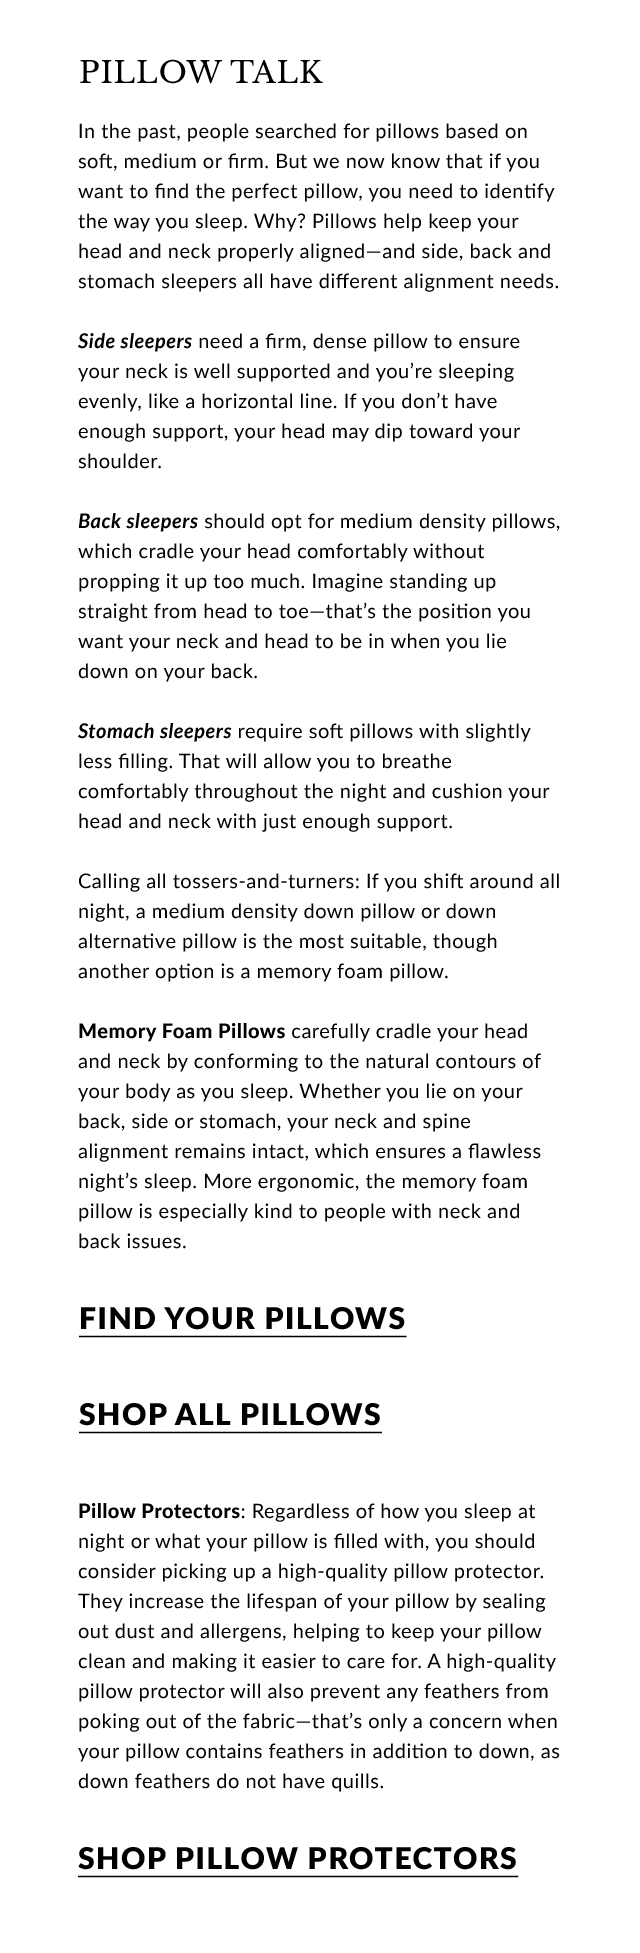 PILLOW TALK
In the past, people searched for pillows based on
soft, medium or firm. But we now know that if you
want to find the perfect pillow, you need to identify
the way you sleep. Why? Pillows help keep your
head and neck properly aligned—and side, back and
stomach sleepers all have different alignment needs.
Side sleepers need a firm, dense pillow to ensure
your neck is well supported and you’re sleeping
evenly, like a horizontal line. If you don’t have
enough support, your head may dip toward your
shoulder.
Back sleepers should opt for medium density pillows,
which cradle your head comfortably without
propping it up too much. Imagine standing up
straight from head to toe—that’s the position you
want your neck and head to be in when you lie
down on your back.
Stomach sleepers require soft pillows with slightly
less filling. That will allow you to breathe
comfortably throughout the night and cushion your
head and neck with just enough support.
Calling all tossers-and-turners: If you shift around all
night, a medium density down pillow or down
alternative pillow is the most suitable, though
another option is a memory foam pillow.
Memory Foam Pillows carefully cradle your head
and neck by conforming to the natural contours of
your body as you sleep. Whether you lie on your
back, side or stomach, your neck and spine
alignment remains intact, which ensures a flawless
night’s sleep. More ergonomic, the memory foam
pillow is especially kind to people with neck and
back issues.
FIND YOUR PILLOWS
SHOP ALL PILLOWS
Pillow Protectors: Regardless of how you sleep at
night or what your pillow is filled with, you should
consider picking up a high-quality pillow protector.
They increase the lifespan of your pillow by sealing
out dust and allergens, helping to keep your pillow
clean and making it easier to care for. A high-quality
pillow protector will also prevent any feathers from
poking out of the fabric—that’s only a concern when
your pillow contains feathers in addition to down, as
down feathers do not have quills.
SHOP PILLOW PROTECTORS